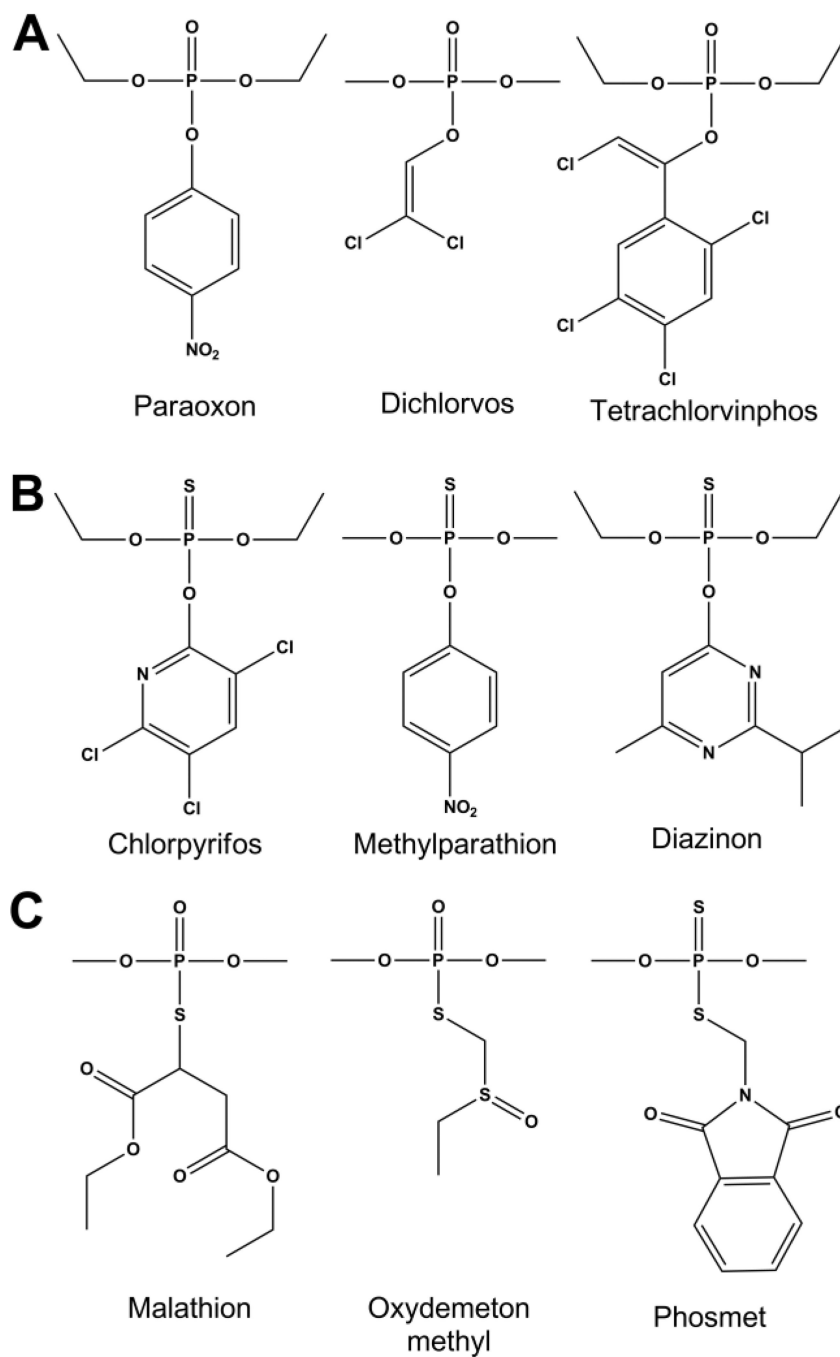 A
O O O
O P O O P O O P O
O O O
Cl
Cl
Cl Cl
Cl
NO₂
Cl
Paraoxon Dichlorvos Tetrachlorvinphos
B
S S S
O P O O P O O P O
O O O
Cl
N N
Cl N
Cl NO₂
Chlorpyrifos Methylparathion Diazinon
C
O O S
O P O O P O O P O
S S S
O
S N
O O O
O
O O
Malathion Oxydemeton Phosmet
methyl